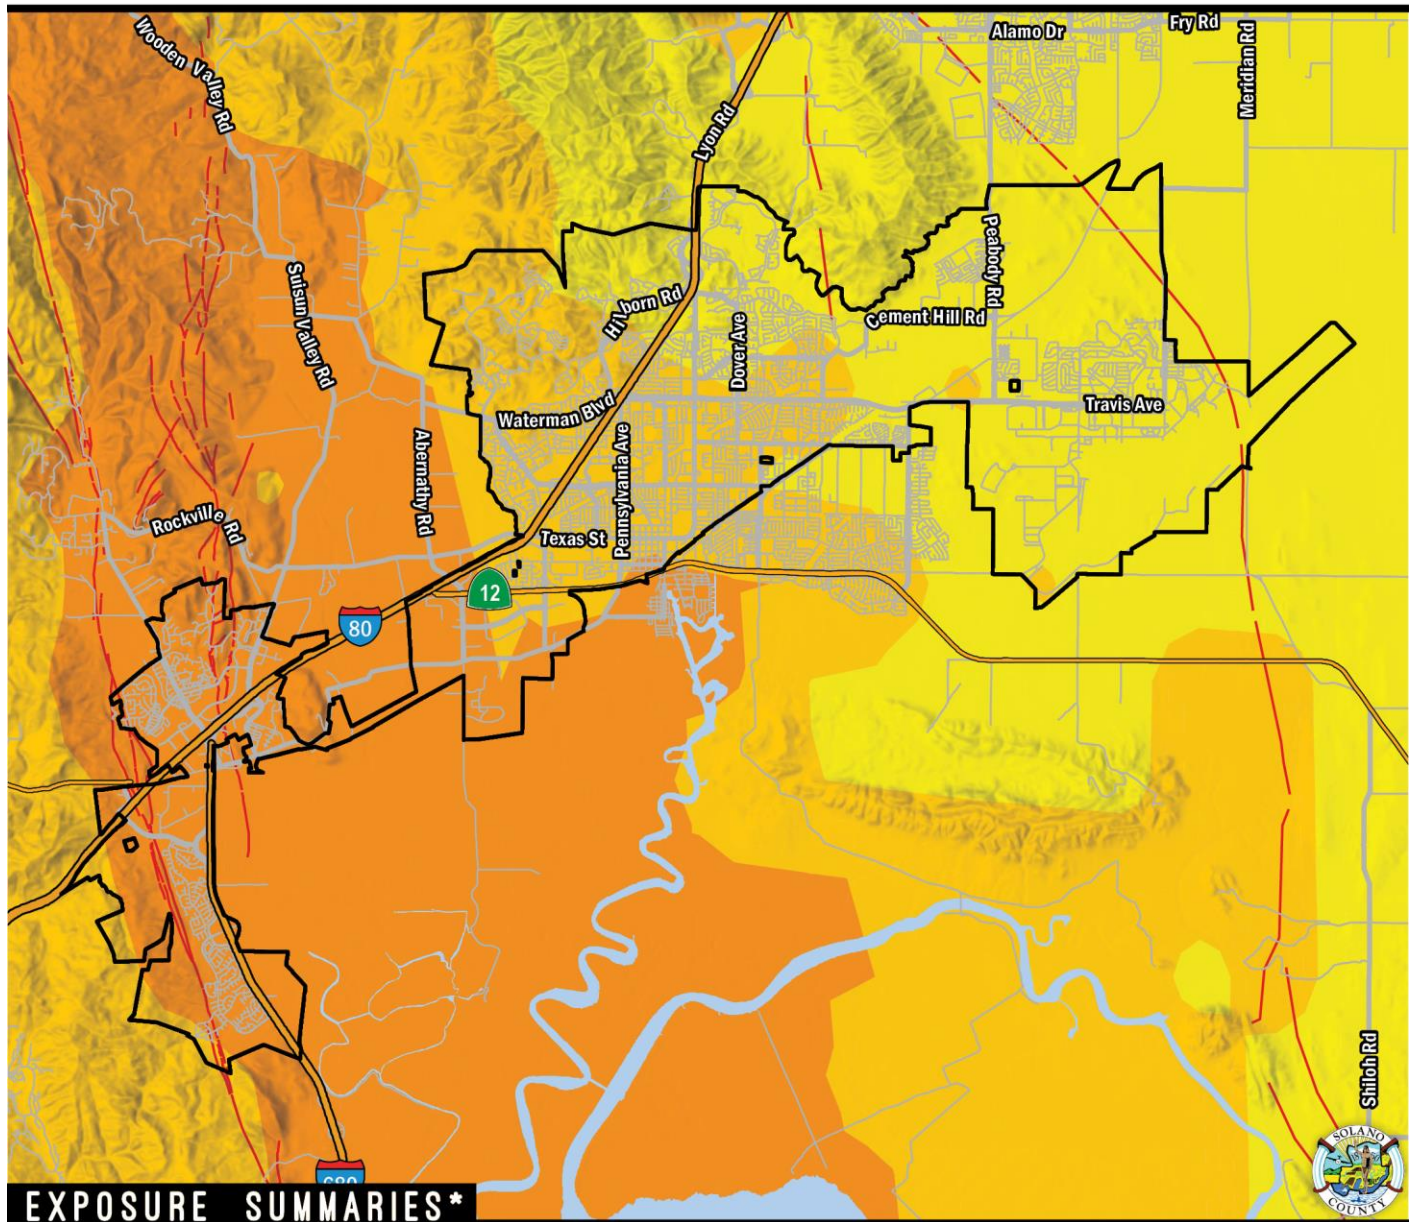 Wooden Valley Rd
Alamo Dr
Fry Rd
Meridian Rd
Lyon Rd
Peabody Rd
Suisun Valley Rd
Hilborn Rd
Cement Hill Rd
Dover Ave
Waterman Blvd
Travis Ave
Abernathy Rd
Pennsylvania Ave
Rockville Rd
Texas St
12
80
Shiloh Rd
680
SOLANO
COUNTY
EXPOSURE SUMMARIES*